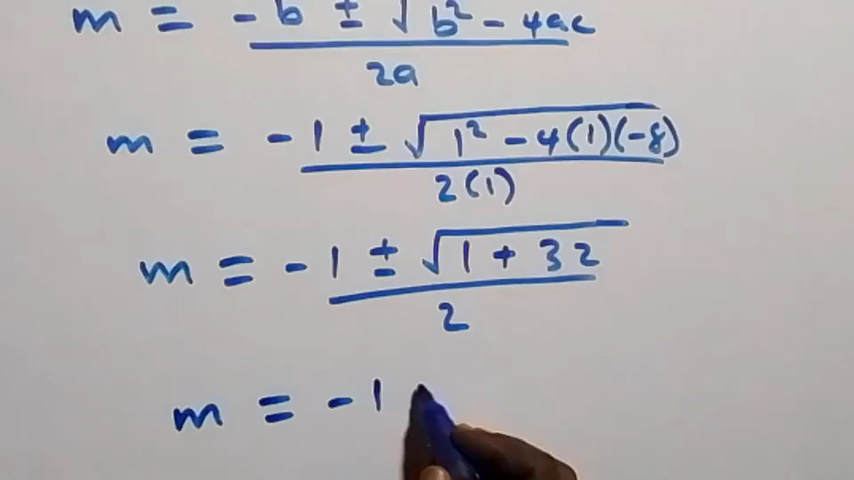 m = -b ± √b² - 4ac / 2a
m = -1 ± √1² - 4(1)(-8) / 2(1)
m = -1 ± √1 + 32 / 2
m = -1